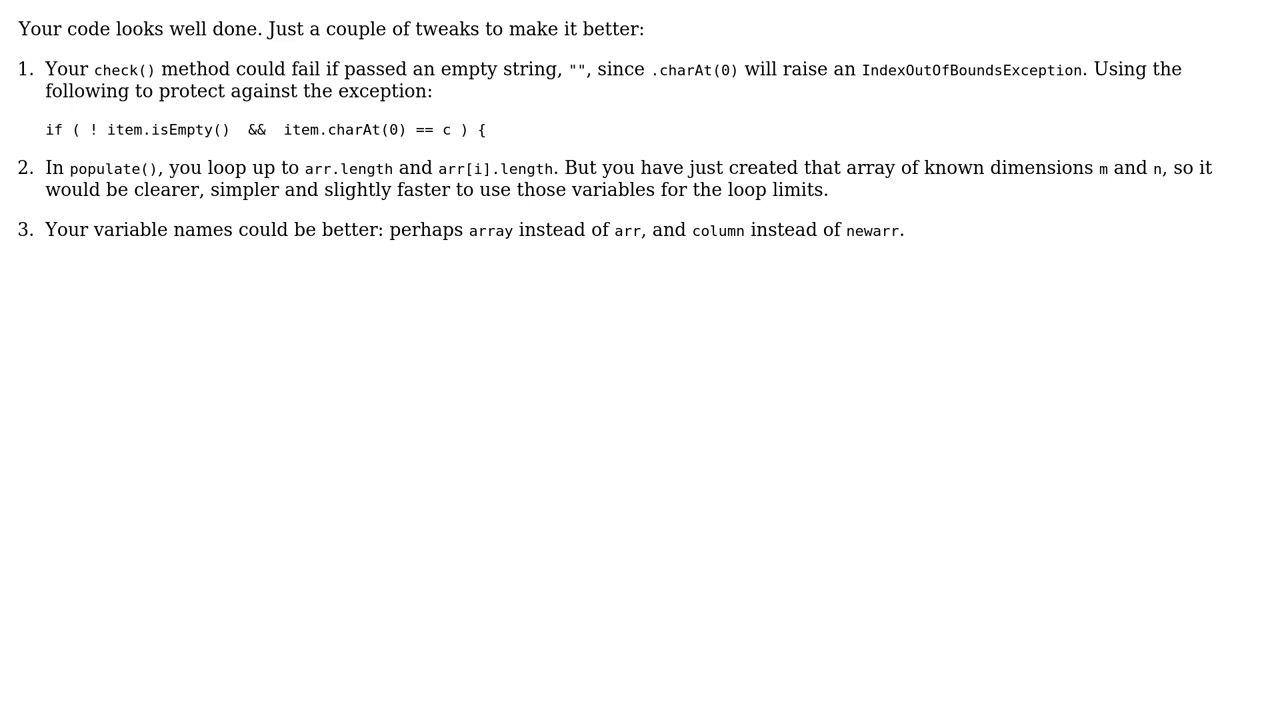 Your code looks well done. Just a couple of tweaks to make it better:
1. Your check() method could fail if passed an empty string, "", since .charAt(0) will raise an IndexOutOfBoundsException. Using the
following to protect against the exception:
if ( ! item.isEmpty()  &&  item.charAt(0) == c ) {
2. In populate(), you loop up to arr.length and arr[i].length. But you have just created that array of known dimensions m and n, so it
would be clearer, simpler and slightly faster to use those variables for the loop limits.
3. Your variable names could be better: perhaps array instead of arr, and column instead of newarr.